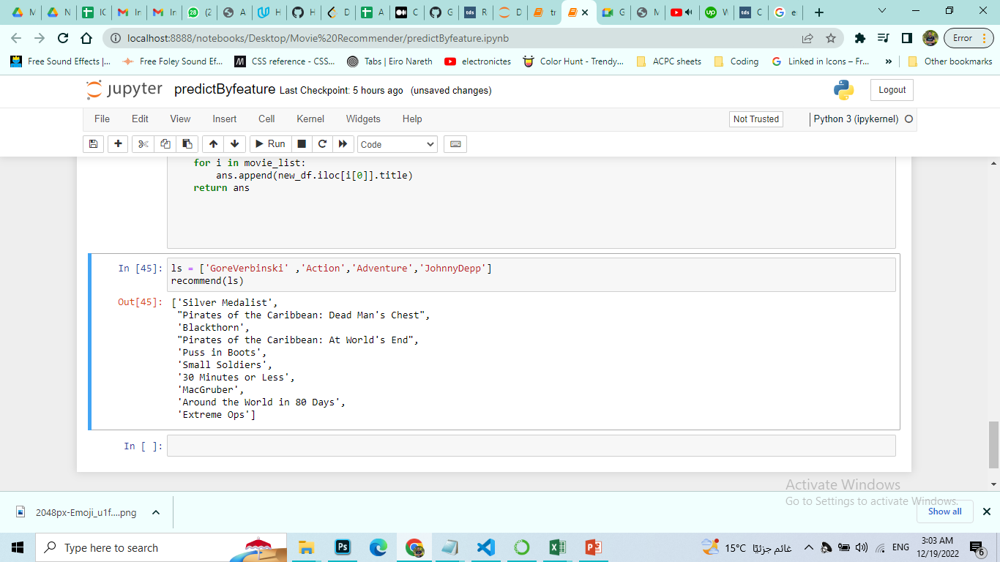 M
N
IC
In
In
(2
A
H
H
D
A
C
G
R
D
tr
G
M
W
C
e
localhost:8888/notebooks/Desktop/Movie%20Recommender/predictByfeature.ipynb
Error
Free Sound Effects |...
Free Foley Sound Ef...
CSS reference - CSS...
Tabs | Eiro Nareth
electronictes
Color Hunt - Trendy...
ACPC sheets
Coding
Linked in Icons – Fr...
»
Other bookmarks
jupyter predictByfeature Last Checkpoint: 5 hours ago (unsaved changes)
Logout
File Edit View Insert Cell Kernel Widgets Help
Not Trusted
Python 3 (ipykernel)
Run
Code
for i in movie_list:
ans.append(new_df.iloc[i[0]].title)
return ans
In [45]: ls = ['GoreVerbinski' ,'Action','Adventure','JohnnyDepp']
recommend(ls)
Out[45]: ['Silver Medalist',
"Pirates of the Caribbean: Dead Man's Chest",
'Blackthorn',
"Pirates of the Caribbean: At World's End",
'Puss in Boots',
'Small Soldiers',
'30 Minutes or Less',
'MacGruber',
'Around the World in 80 Days',
'Extreme Ops']
In [ ]:
Activate Windows
Go to Settings to activate Windows.
2048px-Emoji_u1f....png
Show all
Type here to search
15°C غائم جزئيًا
ENG
3:03 AM
12/19/2022
6